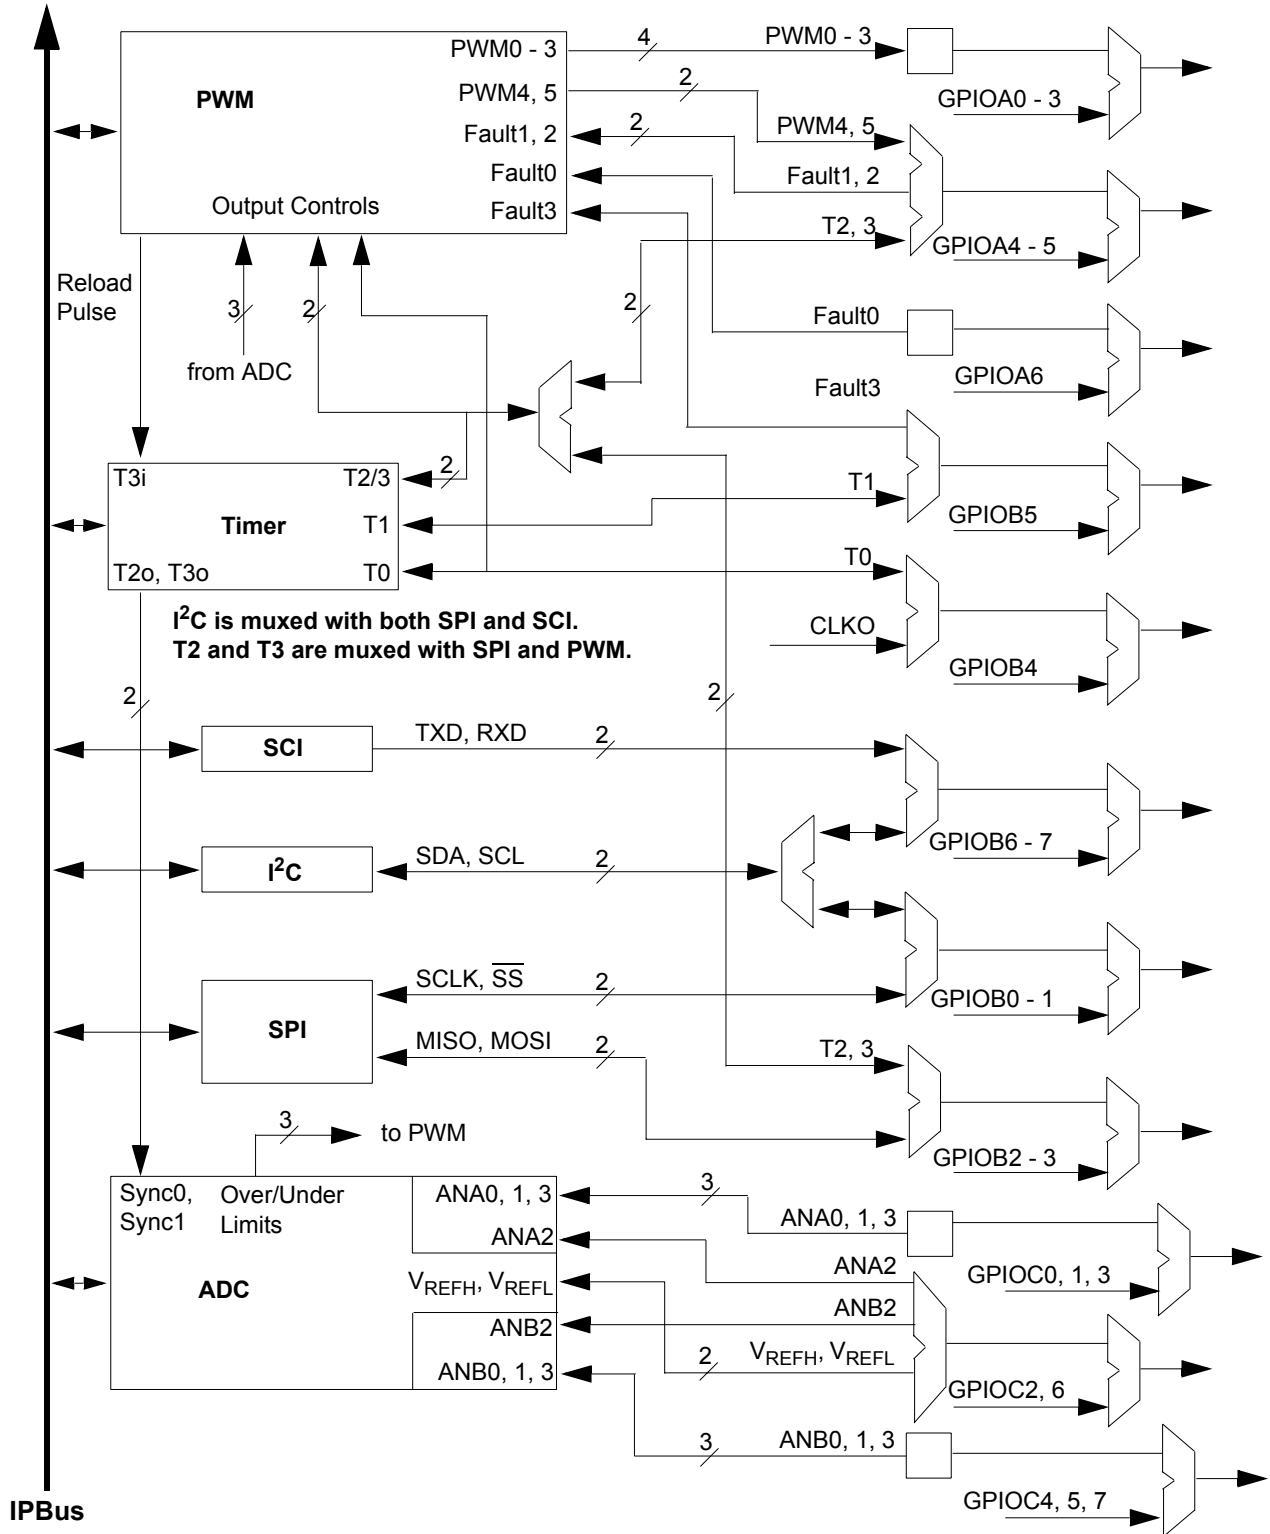 PWM0 - 3
4
PWM0 - 3
PWM
PWM4, 5
2
GPIOA0 - 3
Fault1, 2
2
PWM4, 5
Fault0
Fault1, 2
Output Controls
Fault3
T2, 3
GPIOA4 - 5
Reload
Pulse
3
2
2
Fault0
from ADC
GPIOA6
Fault3
T3i
T2/3
2
T1
Timer
T1
GPIOB5
T2o, T3o
T0
T0
I2C is muxed with both SPI and SCI.
T2 and T3 are muxed with SPI and PWM.
CLKO
GPIOB4
2
2
SCI
TXD, RXD
2
GPIOB6 - 7
I2C
SDA, SCL
2
SCLK, SS
2
GPIOB0 - 1
SPI
MISO, MOSI
2
T2, 3
3
to PWM
GPIOB2 - 3
Sync0,
Sync1
Over/Under
Limits
ANA0, 1, 3
3
ANA0, 1, 3
ANA2
ANA2
GPIOC0, 1, 3
ADC
VREFH, VREFL
ANB2
ANB2
2
VREFH, VREFL
ANB0, 1, 3
GPIOC2, 6
3
ANB0, 1, 3
GPIOC4, 5, 7
IPBus